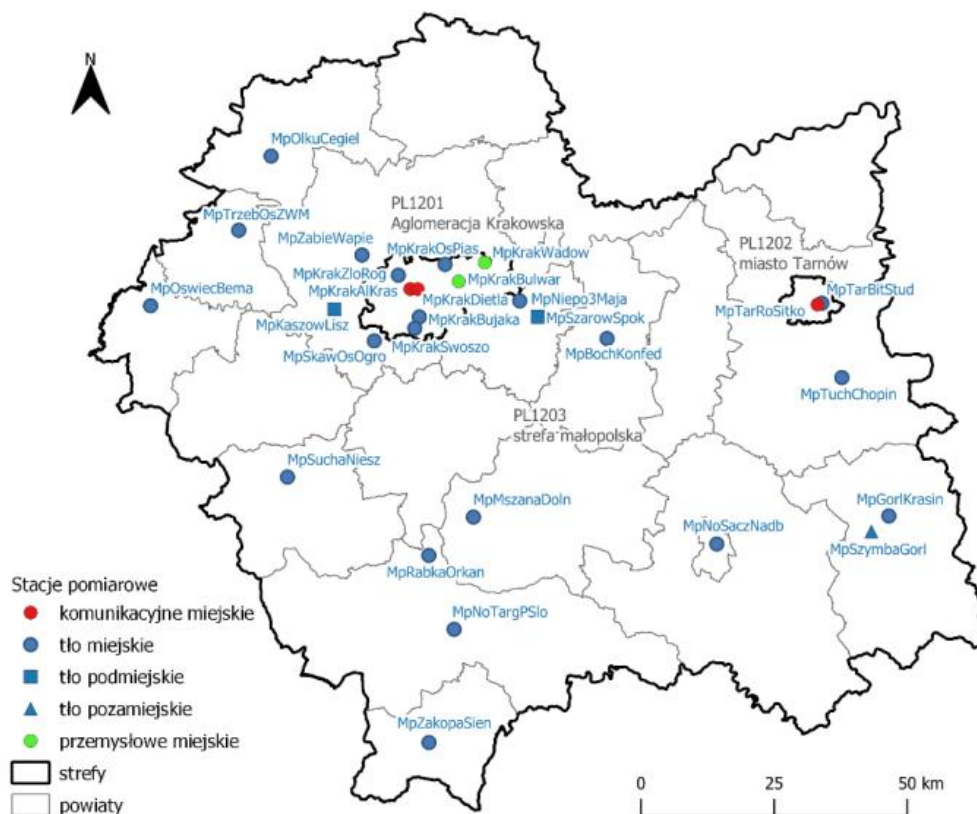 N
MpOlkuCegiel
MpTrzebOsZWM
PL1201
Aglomeracja Krakowska
MpZabieWapie
MpKrakOsPias
MpKrakWadow
PL1202
miasto Tarnów
MpKrakZloRog
MpKrakBulwar
MpOswiecBema
MpKrakAlKras
MpKrakDietla
MpNiepo3Maja
MpTarBitStud
MpTarRoSitko
MpKaszowLisz
MpKrakBujaka
MpSzarowSpok
MpSkawOsOgro
MpKrakSwoszo
MpBochKonfed
MpTuchChopin
PL1203
strefa małopolska
MpSuchaNiesz
MpMszanaDoln
MpNoSaczNadb
MpGorlKrasin
MpSzymbaGorl
MpRabkaOrkan
MpNoTargPSlo
MpZakopaSien
Stacje pomiarowe
komunikacyjne miejskie
tło miejskie
tło podmiejskie
tło pozamiejskie
przemysłowe miejskie
strefy
powiaty
0 25 50 km